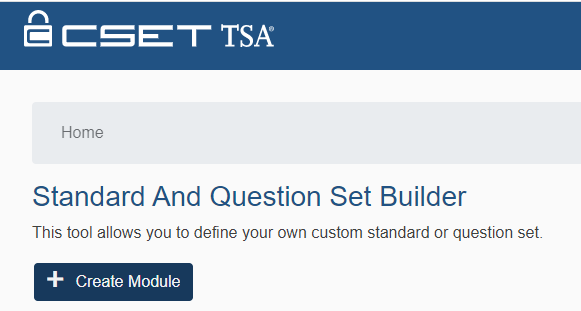 CSET TSA®
Home
Standard And Question Set Builder
This tool allows you to define your own custom standard or question set.
+ Create Module